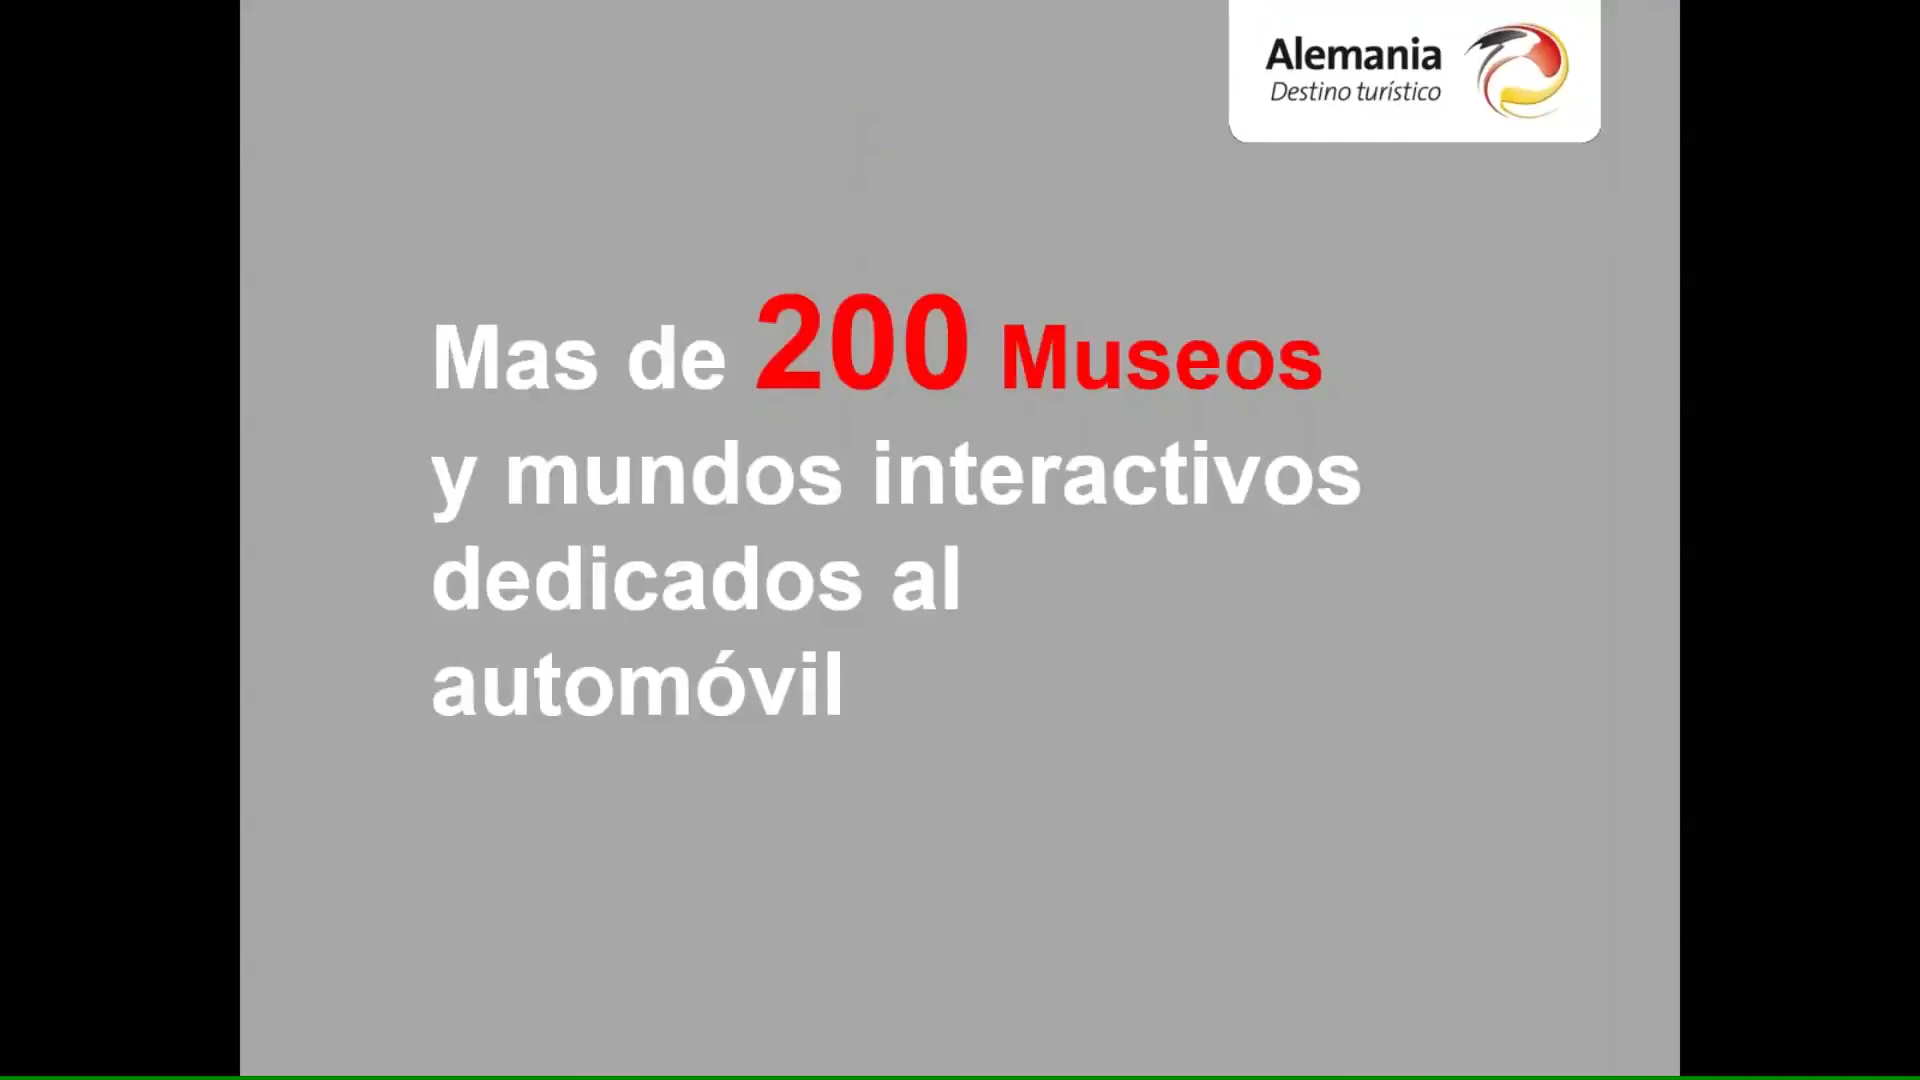 Alemania
Destino turístico
Mas de 200 Museos
y mundos interactivos
dedicados al
automóvil